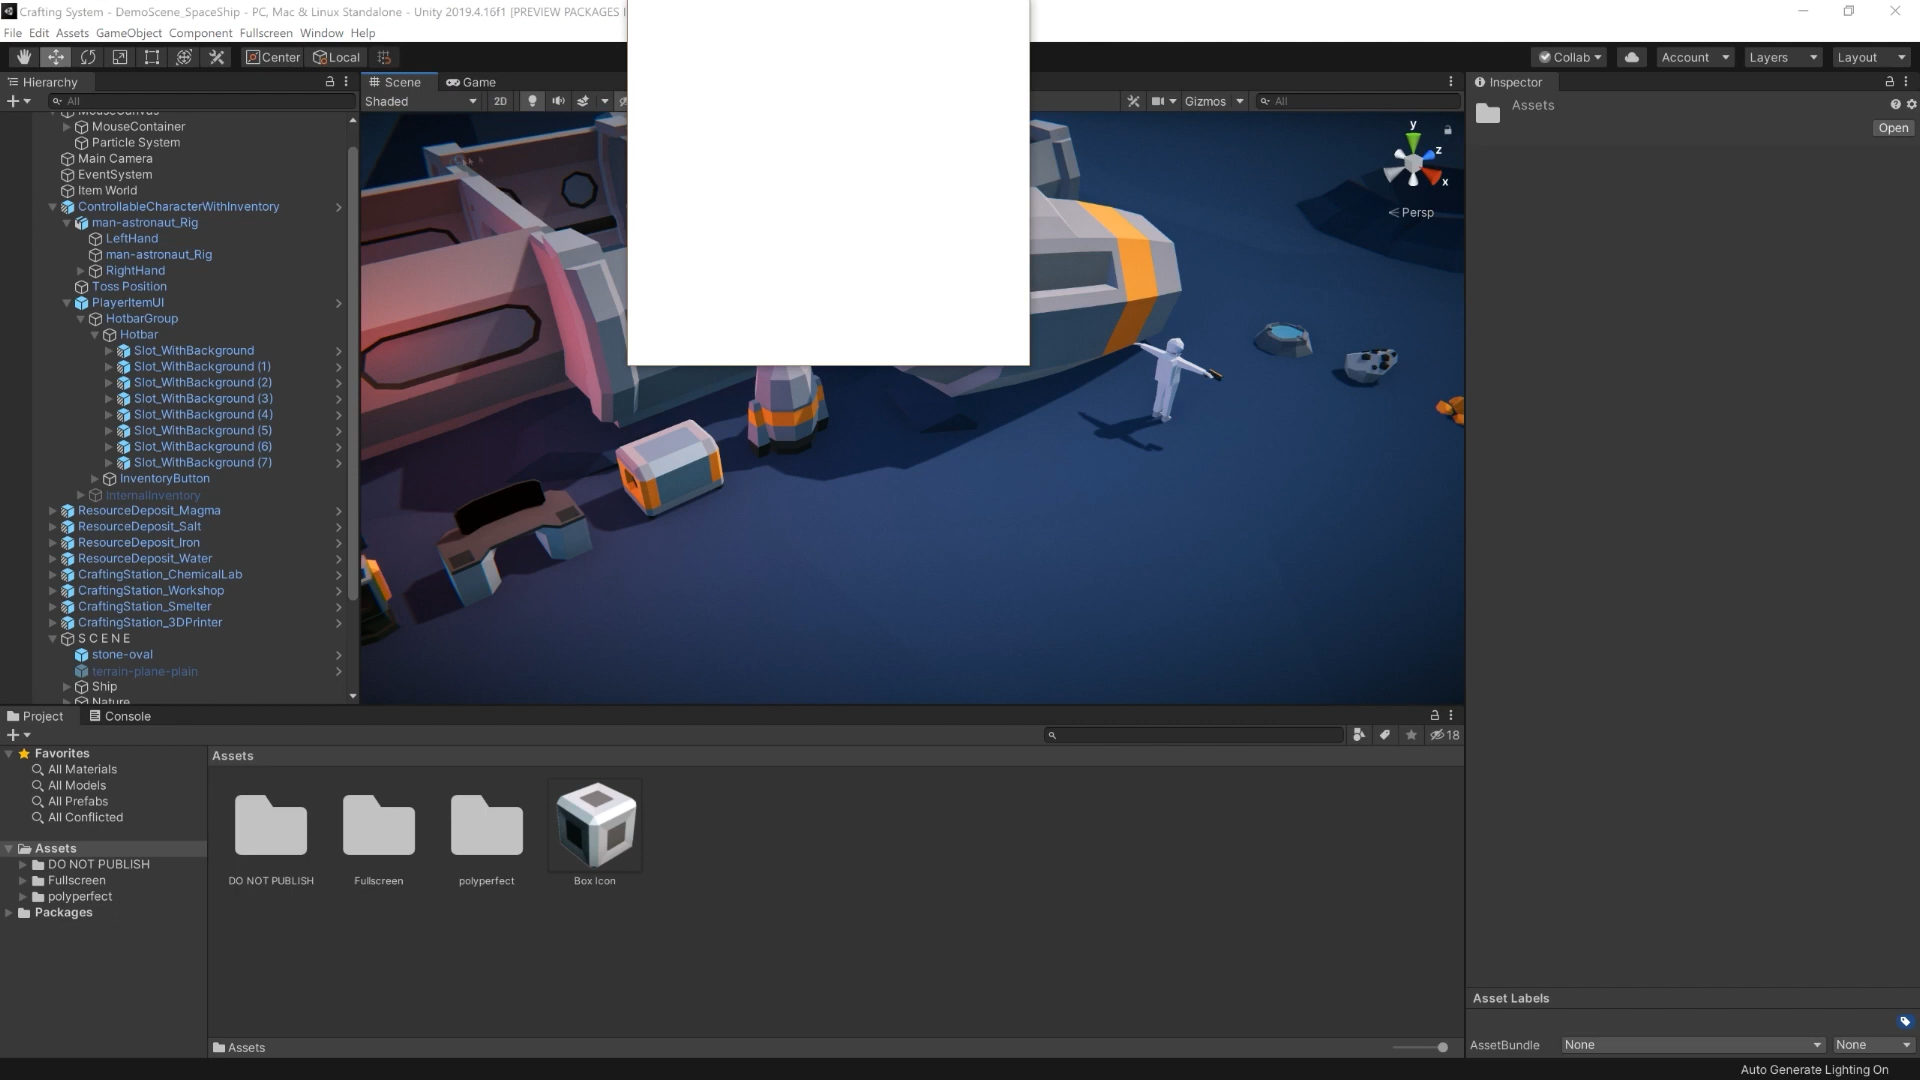 Crafting System - DemoScene_SpaceShip - PC, Mac & Linux Standalone - Unity 2019.4.16f1 [PREVIEW PACKAGES
File Edit Assets GameObject Component Fullscreen Window Help
Center Local Collab Account Layers Layout
Hierarchy
All
MouseContainer
Particle System
Main Camera
EventSystem
Item World
ControllableCharacterWithInventory
man-astronaut_Rig
LeftHand
man-astronaut_Rig
RightHand
Toss Position
PlayerItemUI
HotbarGroup
Hotbar
Slot_WithBackground
Slot_WithBackground (1)
Slot_WithBackground (2)
Slot_WithBackground (3)
Slot_WithBackground (4)
Slot_WithBackground (5)
Slot_WithBackground (6)
Slot_WithBackground (7)
InventoryButton
InternalInventory
ResourceDeposit_Magma
ResourceDeposit_Salt
ResourceDeposit_Iron
ResourceDeposit_Water
CraftingStation_ChemicalLab
CraftingStation_Workshop
CraftingStation_Smelter
CraftingStation_3DPrinter
SCENE
stone-oval
terrain-plane-plain
Ship
Nature
Scene Game
Shaded 2D Gizmos All
y
z
x
Persp
Inspector
Assets
Open
Project Console
18
Favorites
All Materials
All Models
All Prefabs
All Conflicted
Assets
DO NOT PUBLISH
Fullscreen
polyperfect
Packages
Assets
DO NOT PUBLISH Fullscreen polyperfect Box Icon
Assets
Asset Labels
AssetBundle None None
Auto Generate Lighting On